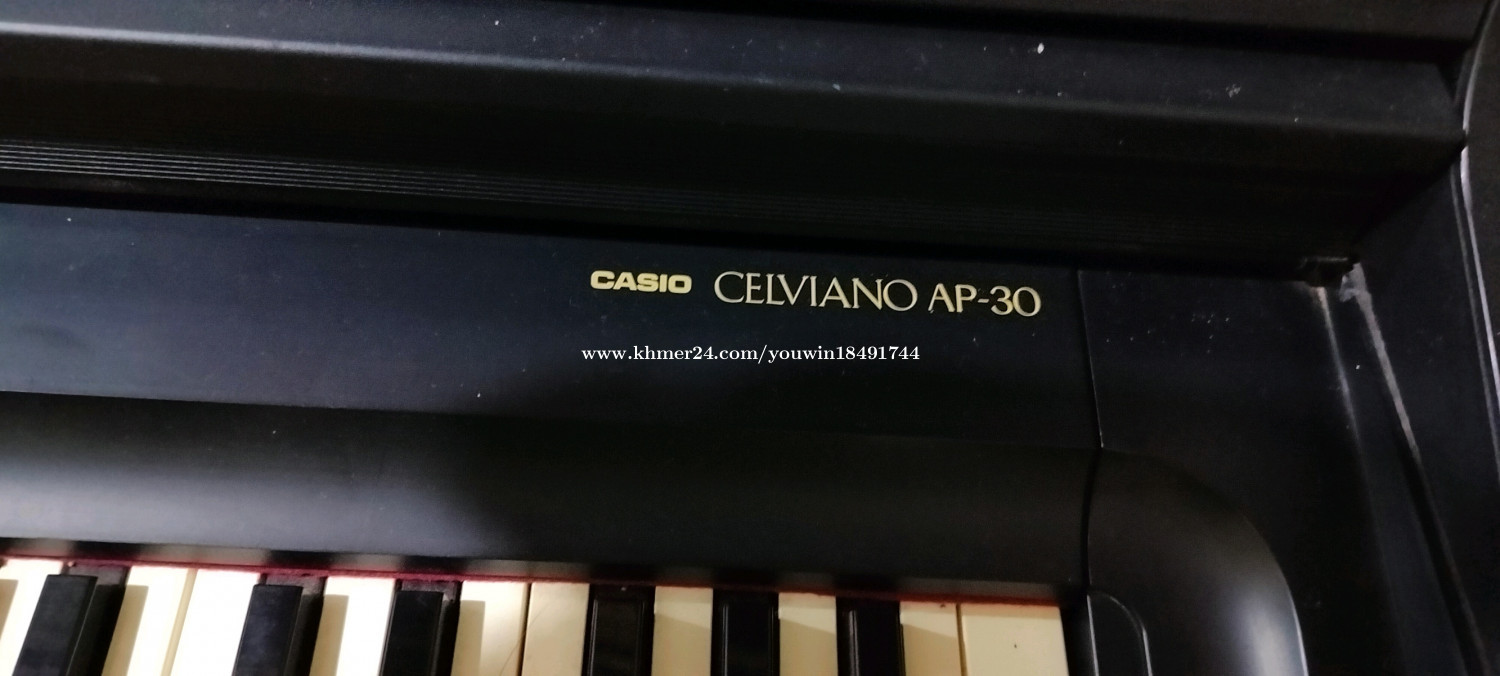 CASIO CELVIANO AP-30
www.khmer24.com/youwin18491744